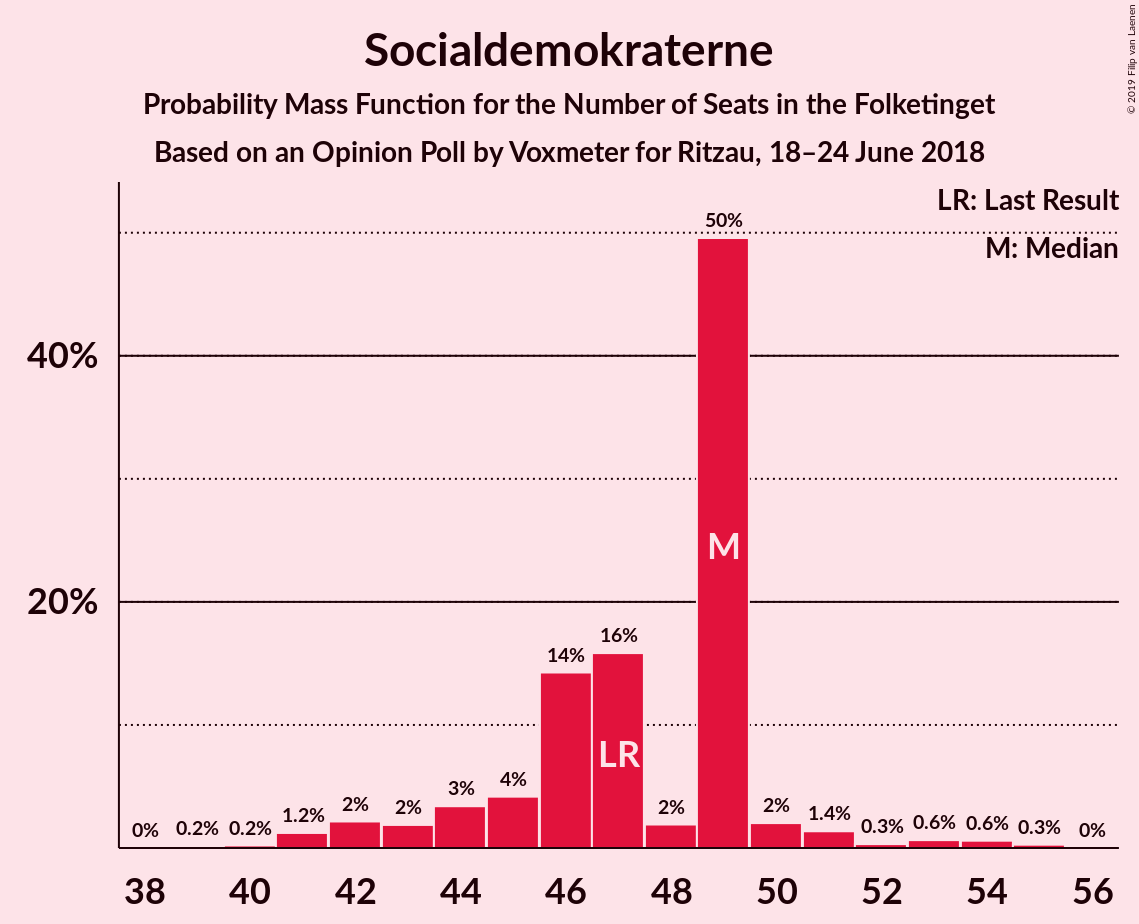 Socialdemokraterne
Probability Mass Function for the Number of Seats in the Folketinget
Based on an Opinion Poll by Voxmeter for Ritzau, 18–24 June 2018
© 2019 Filip van Laenen
LR: Last Result
M: Median
40%
20%
0%
0.2%
0.2%
1.2%
2%
2%
3%
4%
14%
16%
2%
50%
2%
1.4%
0.3%
0.6%
0.6%
0.3%
0%
LR
M
38 40 42 44 46 48 50 52 54 56